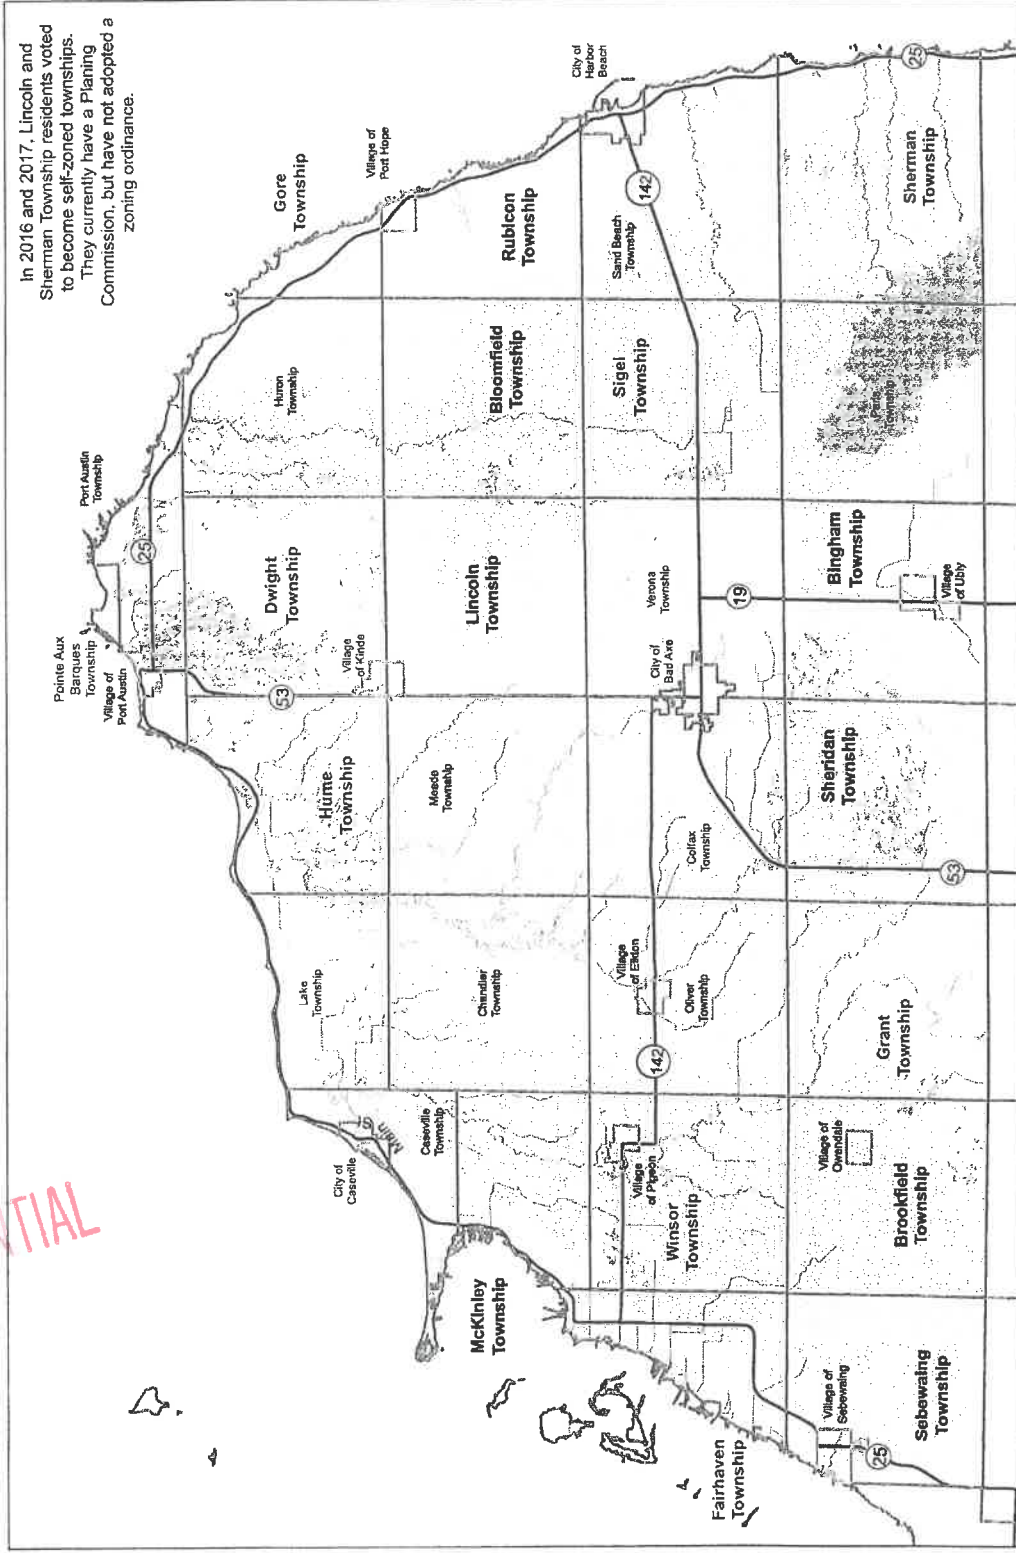 In 2016 and 2017, Lincoln and
Sherman Township residents voted
to become self-zoned townships.
They currently have a Planing
Commission, but have not adopted a
zoning ordinance.
NTIAL
Pointe Aux
Barques
Township
Village of
Port Austin
Port Austin
Township
25
Gore
Township
Village of
Port Hope
Huron
Township
Dwight
Township
53
Village
of Kinde
Hume
Township
Lake
Township
City of
Caseville
Main St
Caseville
Township
Chandler
Township
Meade
Township
Lincoln
Township
Bloomfield
Township
Rubicon
Township
City of
Harbor
Beach
142
Sand Beach
Township
Sigel
Township
Verona
Township
City of
Bad Axe
19
Colfax
Township
Village
of Elkton
Oliver
Township
142
Village
of Pigeon
Winsor
Township
McKinley
Township
Fairhaven
Township
Village of
Sebewaing
25
Sebewaing
Township
Village of
Owendale
Brookfield
Township
Grant
Township
53
Sheridan
Township
Bingham
Township
Village
of Ubly
Paris
Township
Sherman
Township
25